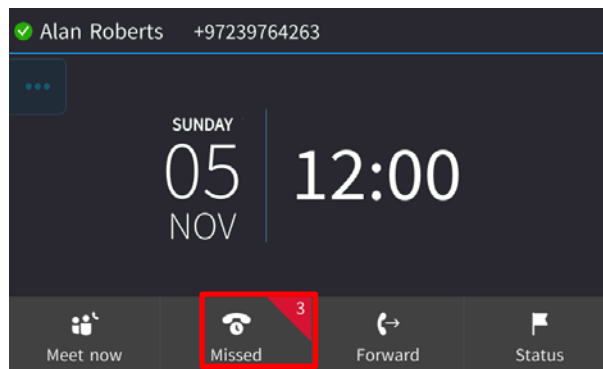 Alan Roberts +97239764263
SUNDAY
05
NOV
12:00
3
Meet now
Missed
Forward
Status